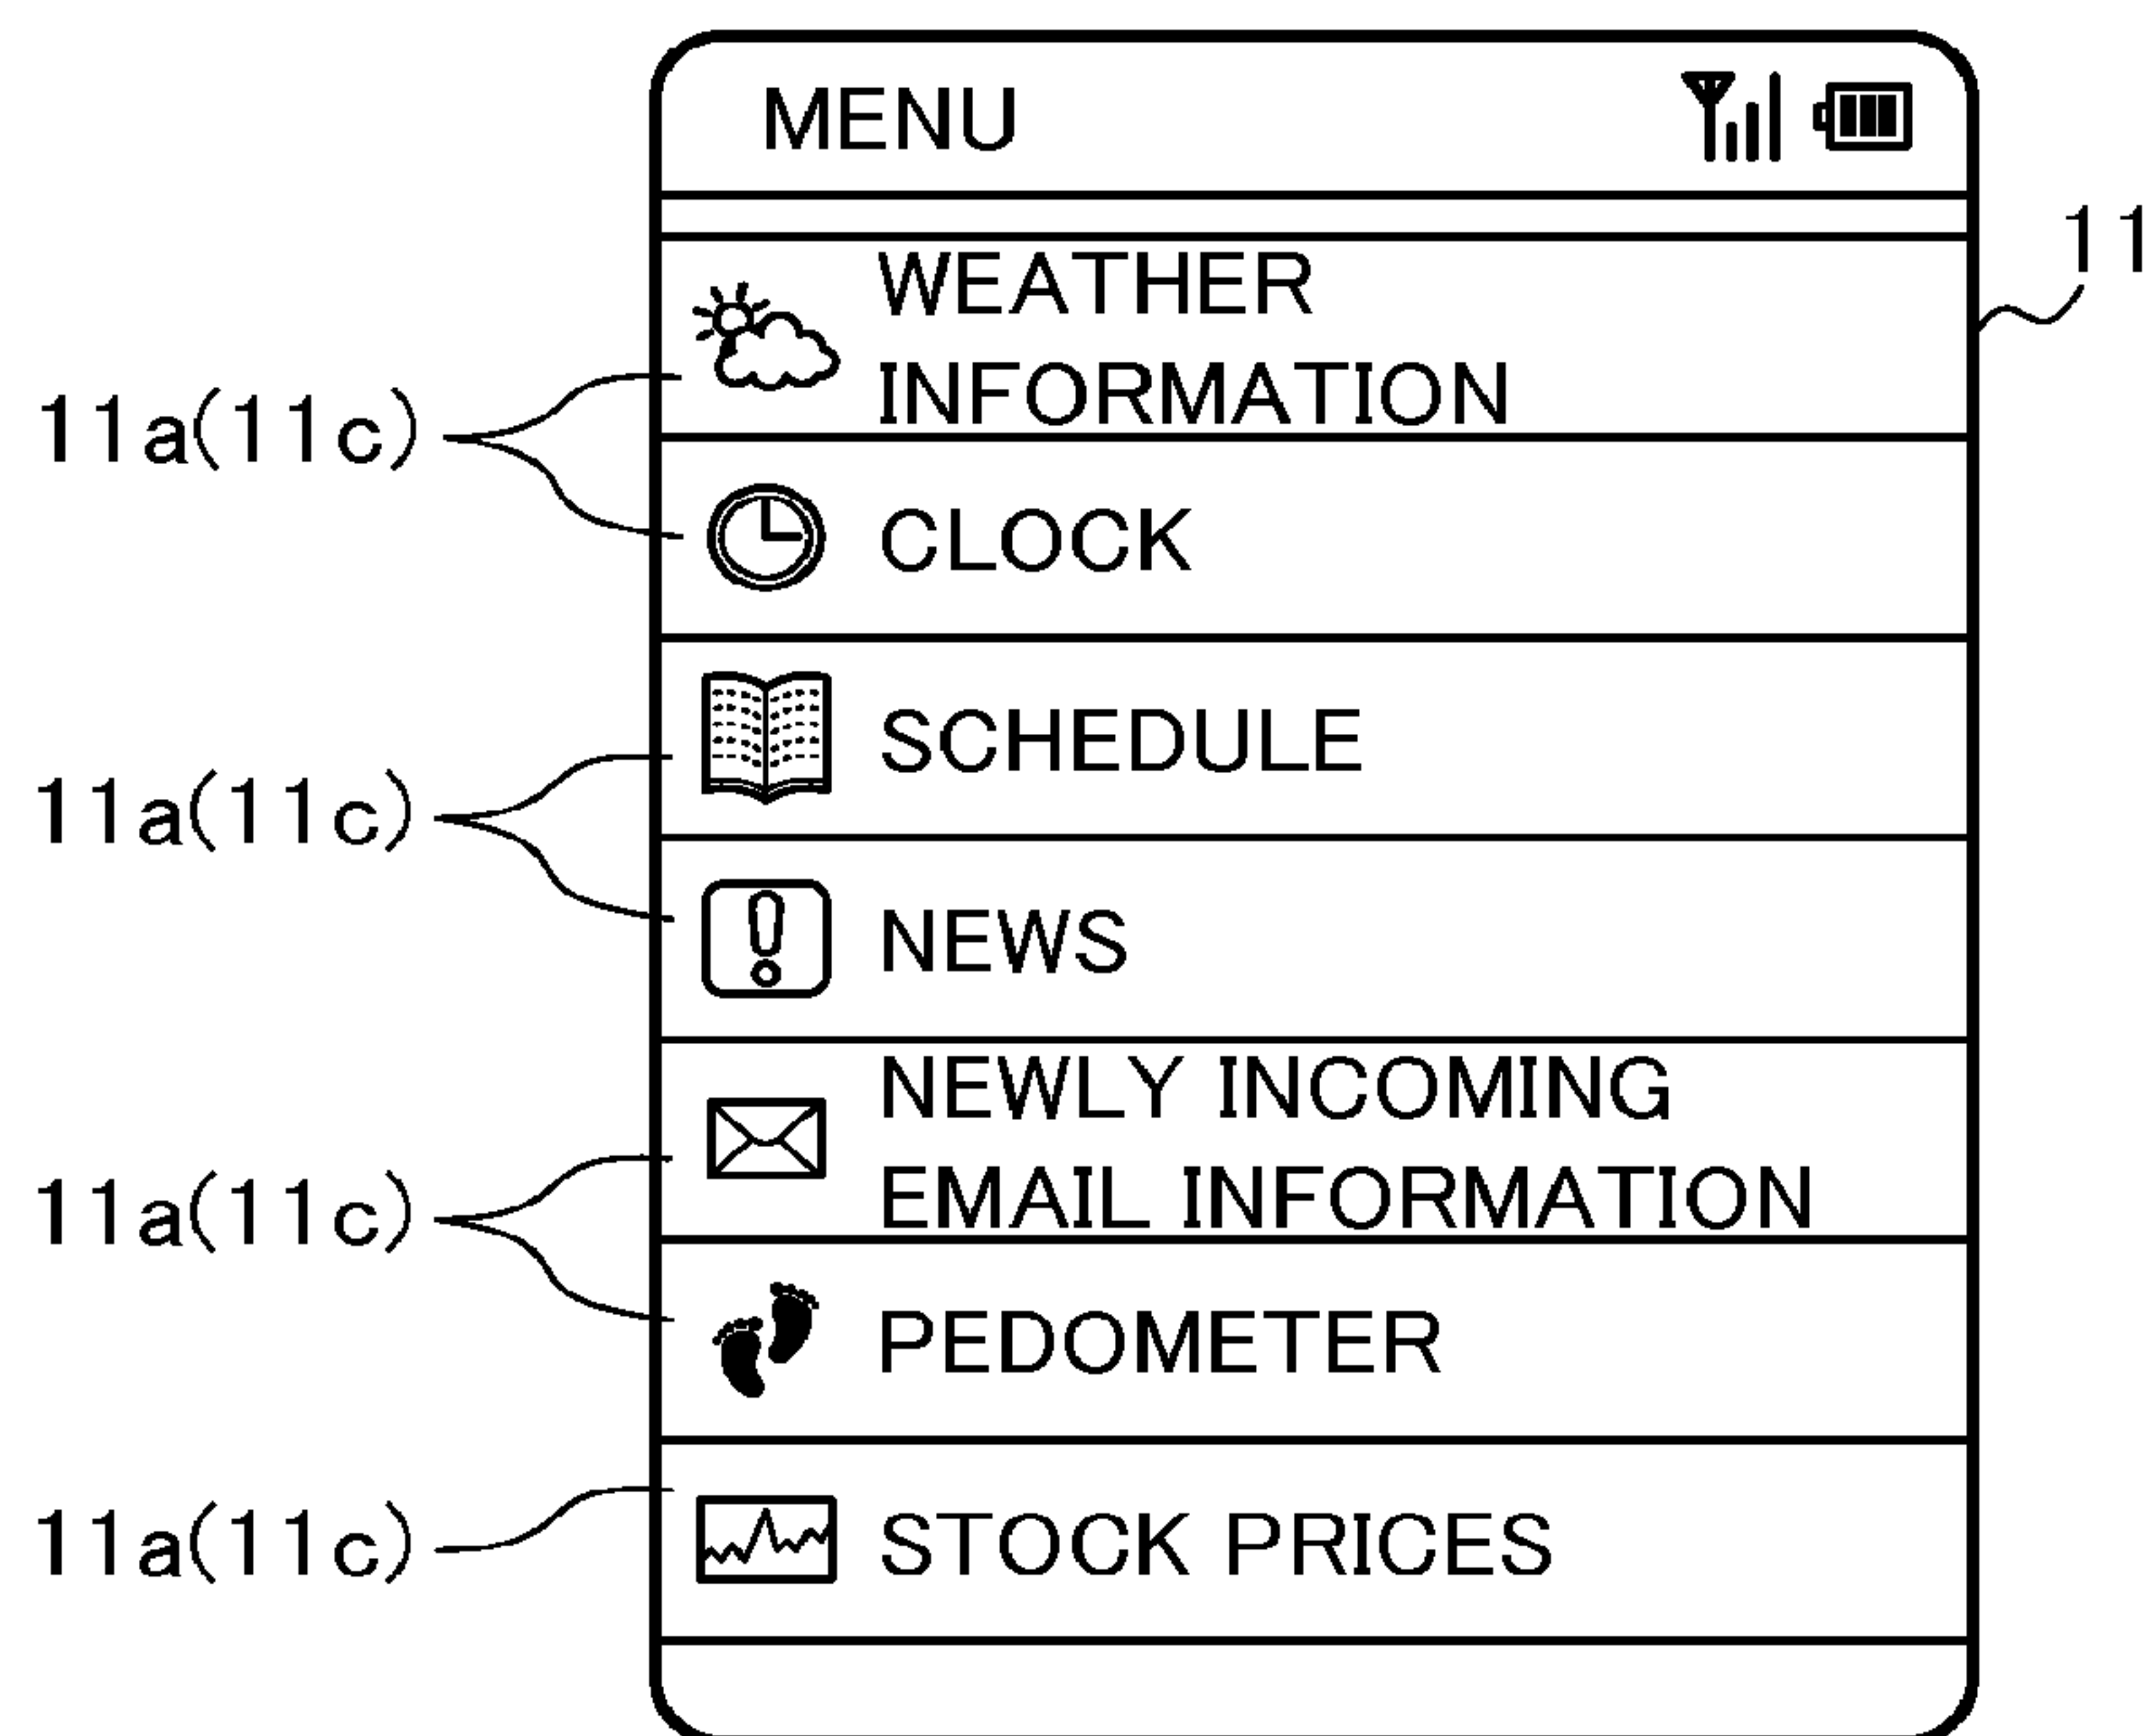 MENU
11
WEATHER
INFORMATION
11a(11c)
CLOCK
SCHEDULE
11a(11c)
NEWS
NEWLY INCOMING
EMAIL INFORMATION
11a(11c)
PEDOMETER
11a(11c)
STOCK PRICES